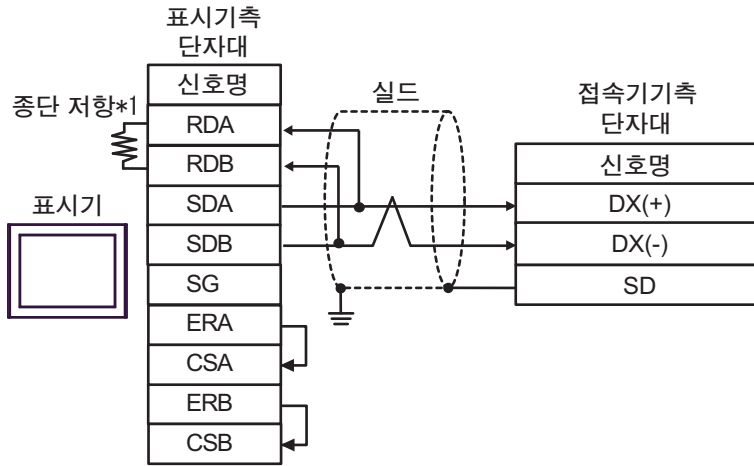 표시기측
단자대
신호명
종단 저항*1
RDA
RDB
SDA
SDB
SG
ERA
CSA
ERB
CSB
표시기
실드
접속기기측
단자대
신호명
DX(+)
DX(-)
SD